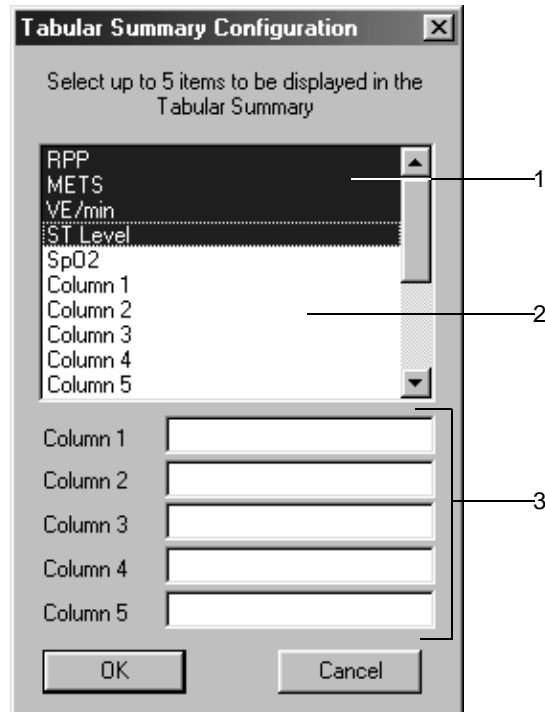 Tabular Summary Configuration
Select up to 5 items to be displayed in the
Tabular Summary
RPP
METS
VE/min
ST Level
SpO2
Column 1
Column 2
Column 3
Column 4
Column 5
1
2
Column 1
Column 2
Column 3
Column 4
Column 5
3
OK
Cancel